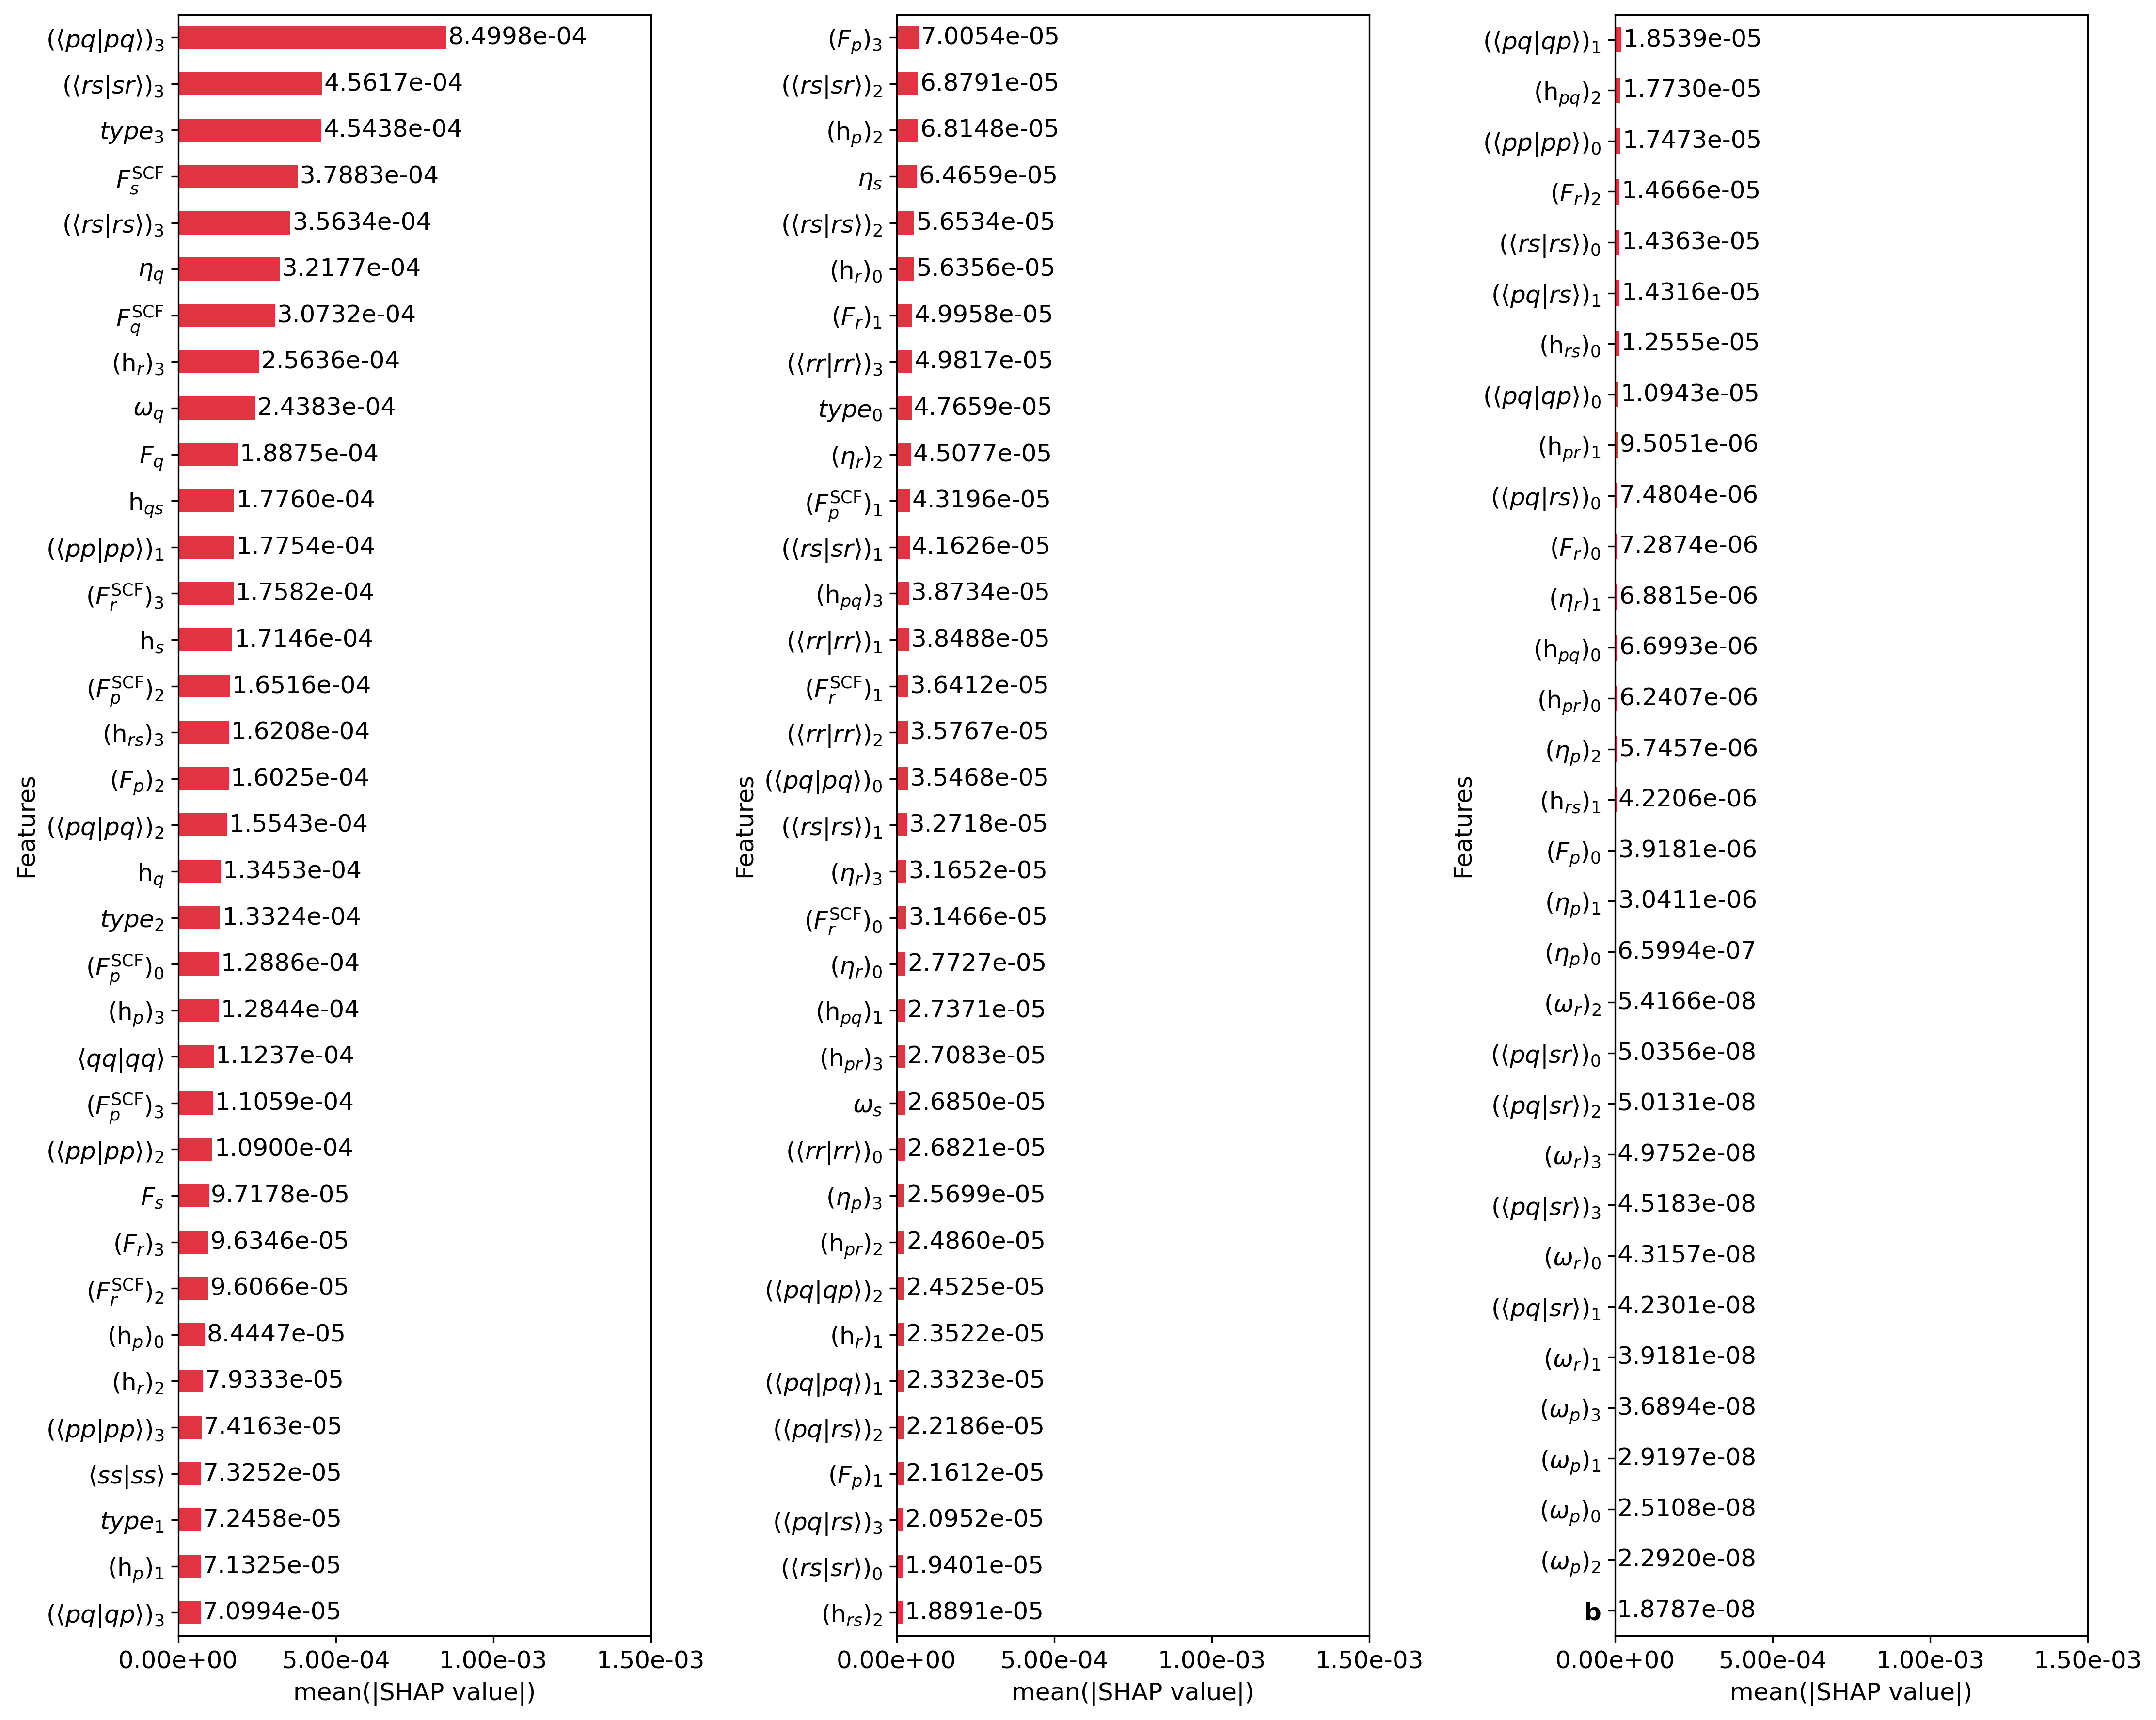 Features
(⟨pq|pq⟩)₃ 8.4998e-04
(⟨rs|sr⟩)₃ 4.5617e-04
type₃ 4.5438e-04
F_s^SCF 3.7883e-04
(⟨rs|rs⟩)₃ 3.5634e-04
η_q 3.2177e-04
F_q^SCF 3.0732e-04
(h_r)₃ 2.5636e-04
ω_q 2.4383e-04
F_q 1.8875e-04
h_qs 1.7760e-04
(⟨pp|pp⟩)₁ 1.7754e-04
(F_r^SCF)₃ 1.7582e-04
h_s 1.7146e-04
(F_p^SCF)₂ 1.6516e-04
(h_rs)₃ 1.6208e-04
(F_p)₂ 1.6025e-04
(⟨pq|pq⟩)₂ 1.5543e-04
h_q 1.3453e-04
type₂ 1.3324e-04
(F_p^SCF)₀ 1.2886e-04
(h_p)₃ 1.2844e-04
⟨qq|qq⟩ 1.1237e-04
(F_p^SCF)₃ 1.1059e-04
(⟨pp|pp⟩)₂ 1.0900e-04
F_s 9.7178e-05
(F_r)₃ 9.6346e-05
(F_r^SCF)₂ 9.6066e-05
(h_p)₀ 8.4447e-05
(h_r)₂ 7.9333e-05
(⟨pp|pp⟩)₃ 7.4163e-05
⟨ss|ss⟩ 7.3252e-05
type₁ 7.2458e-05
(h_p)₁ 7.1325e-05
(⟨pq|qp⟩)₃ 7.0994e-05
0.00e+00 5.00e-04 1.00e-03 1.50e-03
mean(|SHAP value|)
Features
(F_p)₃ 7.0054e-05
(⟨rs|sr⟩)₂ 6.8791e-05
(h_p)₂ 6.8148e-05
η_s 6.4659e-05
(⟨rs|rs⟩)₂ 5.6534e-05
(h_r)₀ 5.6356e-05
(F_r)₁ 4.9958e-05
(⟨rr|rr⟩)₃ 4.9817e-05
type₀ 4.7659e-05
(η_r)₂ 4.5077e-05
(F_p^SCF)₁ 4.3196e-05
(⟨rs|sr⟩)₁ 4.1626e-05
(h_pq)₃ 3.8734e-05
(⟨rr|rr⟩)₁ 3.8488e-05
(F_r^SCF)₁ 3.6412e-05
(⟨rr|rr⟩)₂ 3.5767e-05
(⟨pq|pq⟩)₀ 3.5468e-05
(⟨rs|rs⟩)₁ 3.2718e-05
(η_r)₃ 3.1652e-05
(F_r^SCF)₀ 3.1466e-05
(η_r)₀ 2.7727e-05
(h_pq)₁ 2.7371e-05
(h_pr)₃ 2.7083e-05
ω_s 2.6850e-05
(⟨rr|rr⟩)₀ 2.6821e-05
(η_p)₃ 2.5699e-05
(h_pr)₂ 2.4860e-05
(⟨pq|qp⟩)₂ 2.4525e-05
(h_r)₁ 2.3522e-05
(⟨pq|pq⟩)₁ 2.3323e-05
(⟨pq|rs⟩)₂ 2.2186e-05
(F_p)₁ 2.1612e-05
(⟨pq|rs⟩)₃ 2.0952e-05
(⟨rs|sr⟩)₀ 1.9401e-05
(h_rs)₂ 1.8891e-05
0.00e+00 5.00e-04 1.00e-03 1.50e-03
mean(|SHAP value|)
Features
(⟨pq|qp⟩)₁ 1.8539e-05
(h_pq)₂ 1.7730e-05
(⟨pp|pp⟩)₀ 1.7473e-05
(F_r)₂ 1.4666e-05
(⟨rs|rs⟩)₀ 1.4363e-05
(⟨pq|rs⟩)₁ 1.4316e-05
(h_rs)₀ 1.2555e-05
(⟨pq|qp⟩)₀ 1.0943e-05
(h_pr)₁ 9.5051e-06
(⟨pq|rs⟩)₀ 7.4804e-06
(F_r)₀ 7.2874e-06
(η_r)₁ 6.8815e-06
(h_pq)₀ 6.6993e-06
(h_pr)₀ 6.2407e-06
(η_p)₂ 5.7457e-06
(h_rs)₁ 4.2206e-06
(F_p)₀ 3.9181e-06
(η_p)₁ 3.0411e-06
(η_p)₀ 6.5994e-07
(ω_r)₂ 5.4166e-08
(⟨pq|sr⟩)₀ 5.0356e-08
(⟨pq|sr⟩)₂ 5.0131e-08
(ω_r)₃ 4.9752e-08
(⟨pq|sr⟩)₃ 4.5183e-08
(ω_r)₀ 4.3157e-08
(⟨pq|sr⟩)₁ 4.2301e-08
(ω_r)₁ 3.9181e-08
(ω_p)₃ 3.6894e-08
(ω_p)₁ 2.9197e-08
(ω_p)₀ 2.5108e-08
(ω_p)₂ 2.2920e-08
b 1.8787e-08
0.00e+00 5.00e-04 1.00e-03 1.50e-03
mean(|SHAP value|)